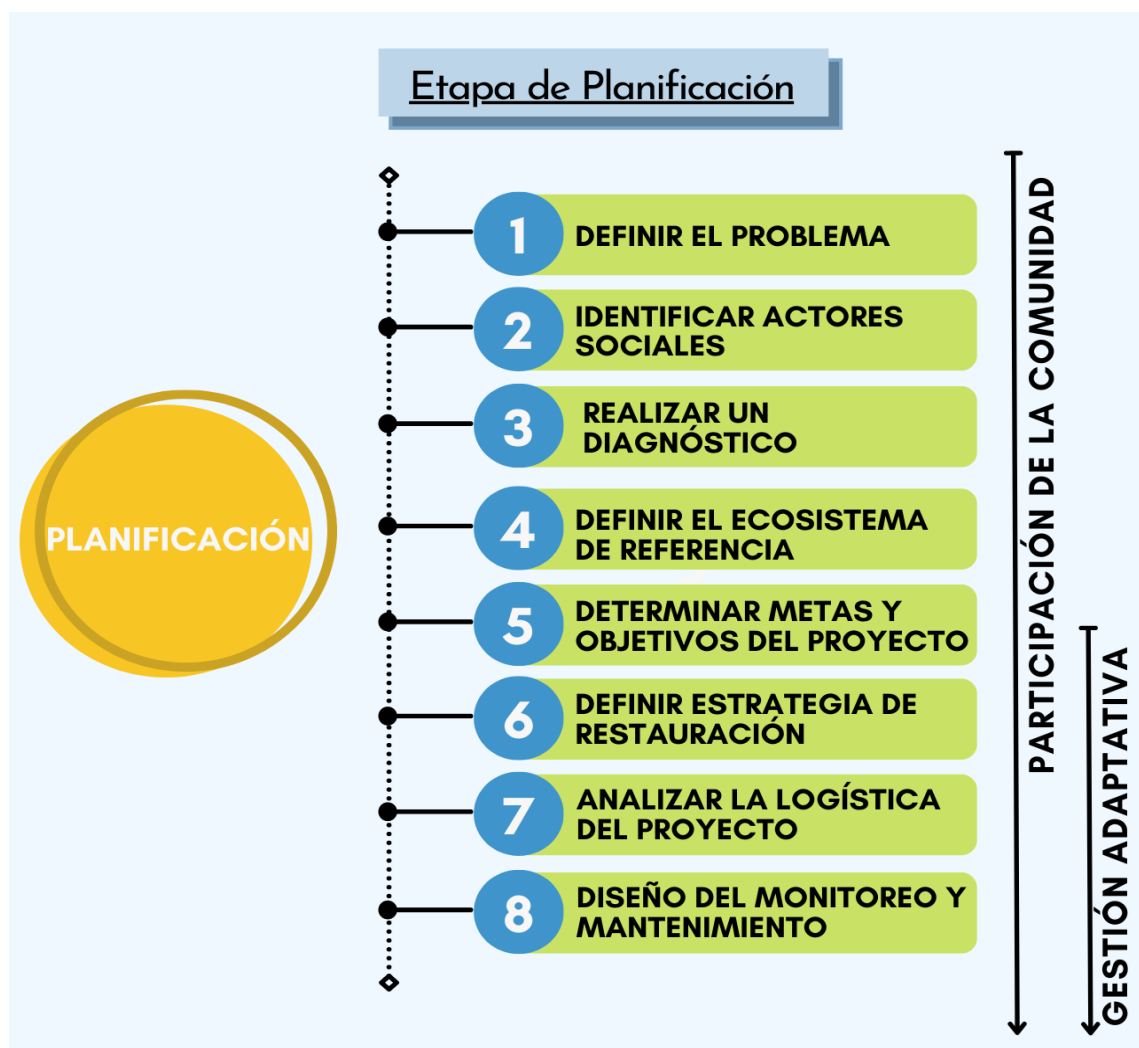 Etapa de Planificación
PLANIFICACIÓN
1
DEFINIR EL PROBLEMA
2
IDENTIFICAR ACTORES
SOCIALES
3
REALIZAR UN
DIAGNÓSTICO
4
DEFINIR EL ECOSISTEMA
DE REFERENCIA
5
DETERMINAR METAS Y
OBJETIVOS DEL PROYECTO
6
DEFINIR ESTRATEGIA DE
RESTAURACIÓN
7
ANALIZAR LA LOGÍSTICA
DEL PROYECTO
8
DISEÑO DEL MONITOREO Y
MANTENIMIENTO
PARTICIPACIÓN DE LA COMUNIDAD
GESTIÓN ADAPTATIVA